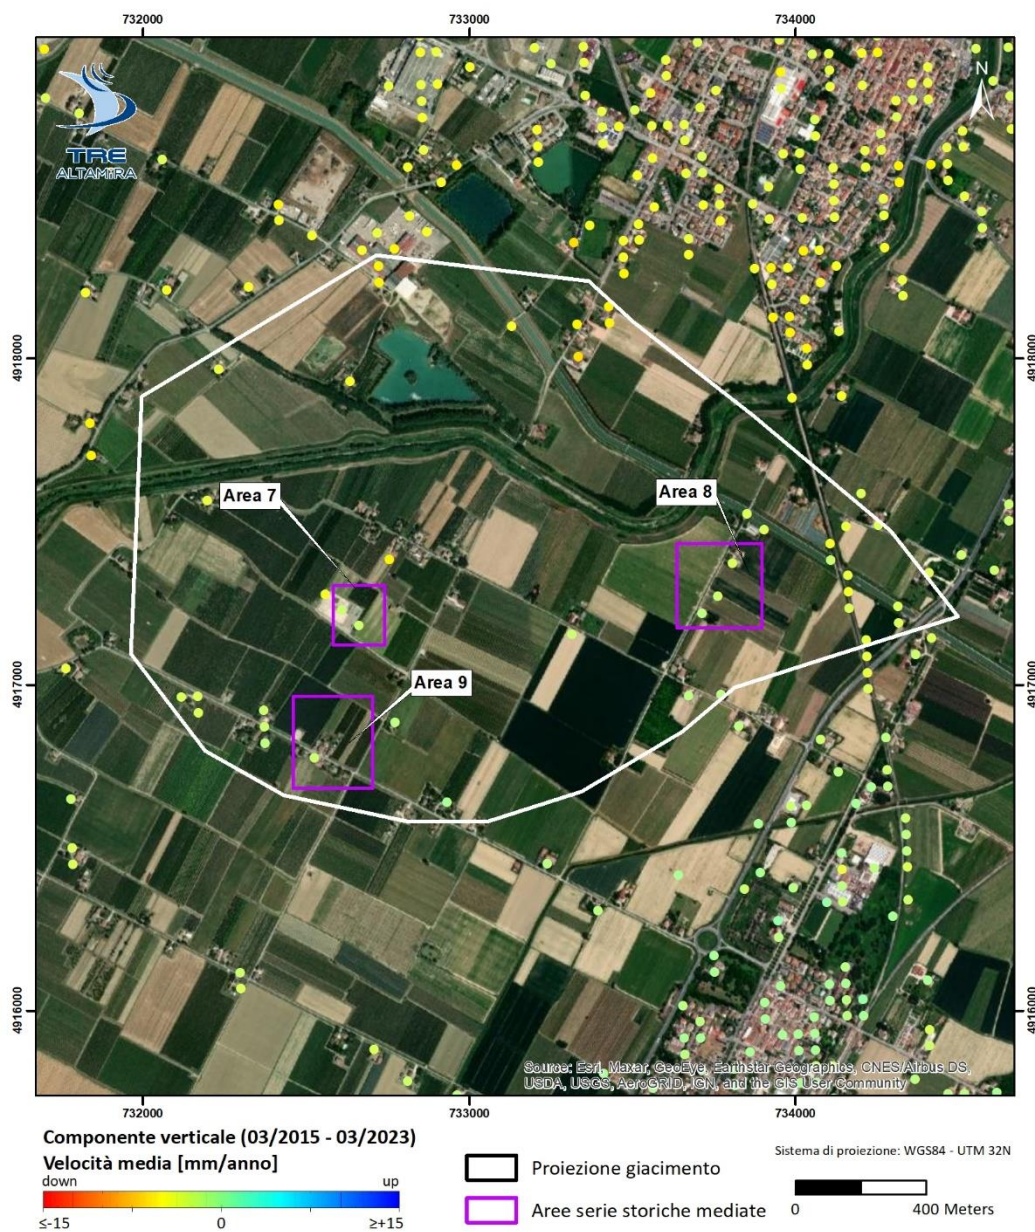 732000 733000 734000
N
TRE
ALTAMIRA
4918000 4918000
Area 7
Area 8
4917000 4917000
Area 9
4916000 4916000
Source: Esri, Maxar, GeoEye, Earthstar Geographics, CNES/Airbus DS,
USDA, USGS, AeroGRID, IGN, and the GIS User Community
732000 733000 734000
Componente verticale (03/2015 - 03/2023)
Velocità media [mm/anno]
down up
≤-15 0 ≥+15
Proiezione giacimento
Aree serie storiche mediate
Sistema di proiezione: WGS84 - UTM 32N
0 400 Meters